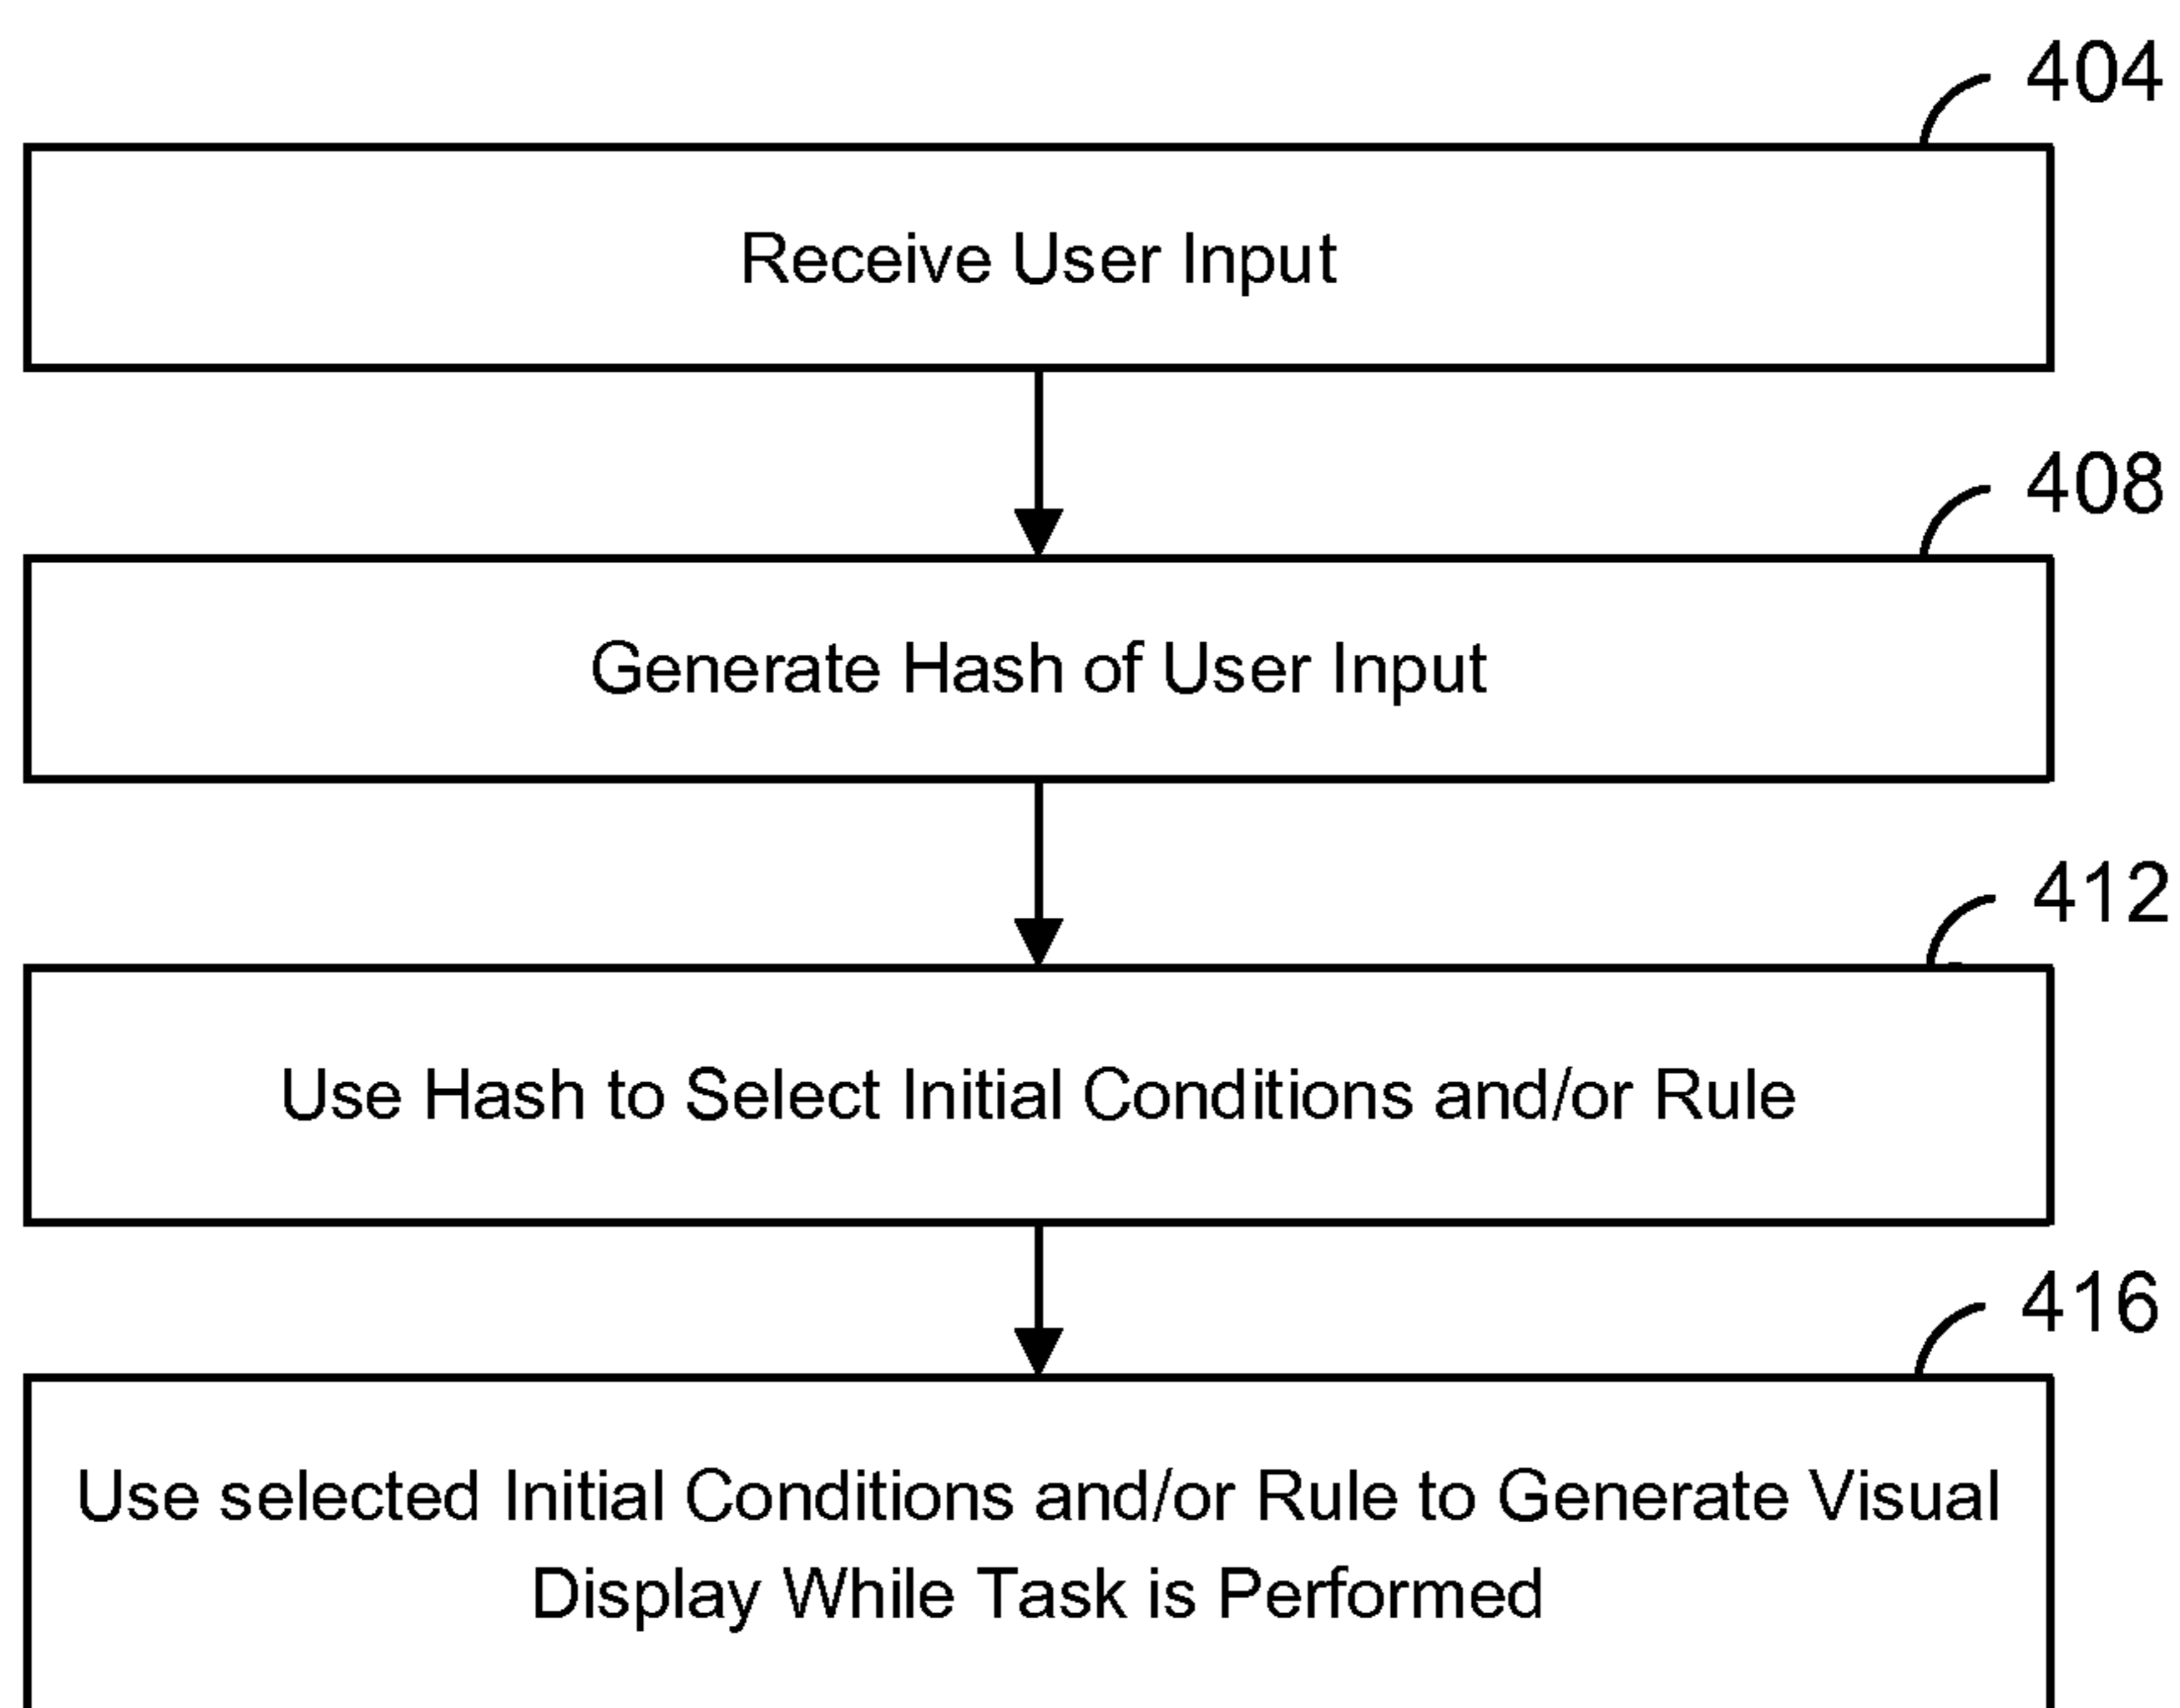 404
Receive User Input
408
Generate Hash of User Input
412
Use Hash to Select Initial Conditions and/or Rule
416
Use selected Initial Conditions and/or Rule to Generate Visual
Display While Task is Performed